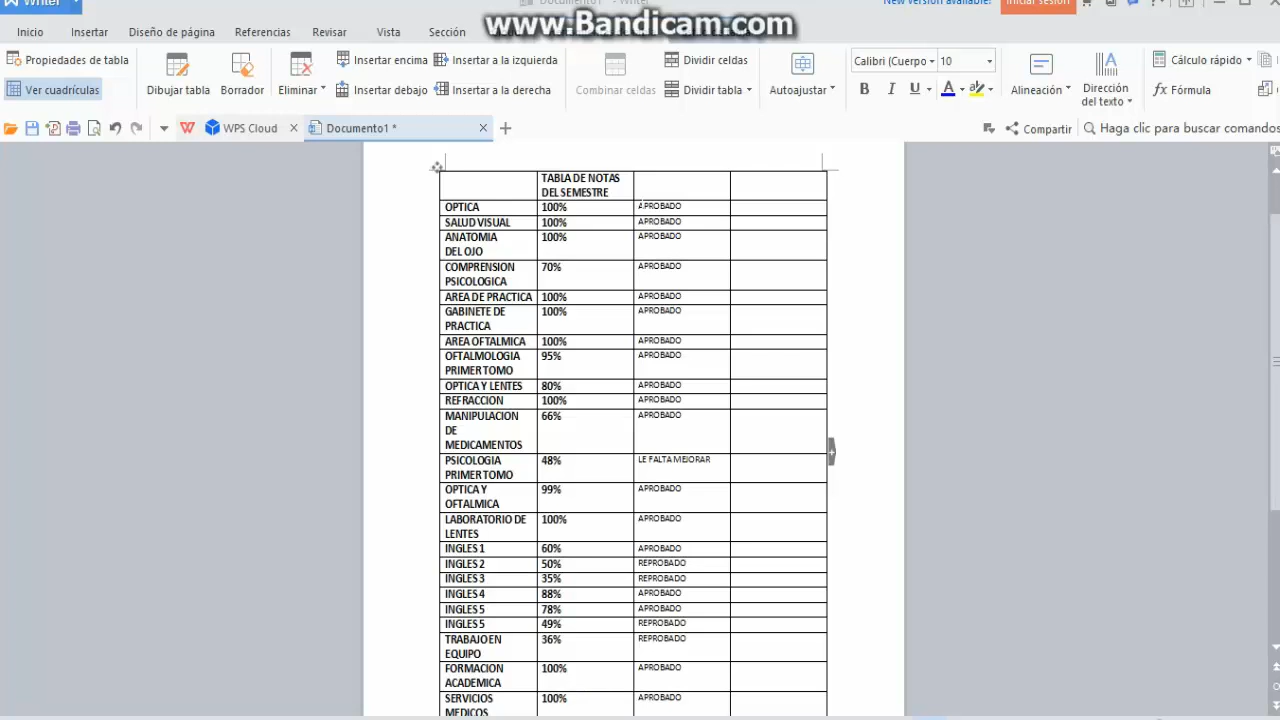 Writer
Documento1 - Writer
New version available!
Iniciar sesión
www.Bandicam.com
Inicio
Insertar
Diseño de página
Referencias
Revisar
Vista
Sección
Propiedades de tabla
Ver cuadrículas
Dibujar tabla
Borrador
Eliminar
Insertar encima
Insertar debajo
Insertar a la izquierda
Insertar a la derecha
Combinar celdas
Dividir celdas
Dividir tabla
Autoajustar
Calibri (Cuerpo
10
B I U A
Alineación
Dirección
del texto
Cálculo rápido
fx Fórmula
WPS Cloud
Documento1 *
Compartir
Haga clic para buscar comandos
TABLA DE NOTAS
DEL SEMESTRE
OPTICA 100% APROBADO
SALUD VISUAL 100% APROBADO
ANATOMIA 100% APROBADO
DEL OJO
COMPRENSION 70% APROBADO
PSICOLOGICA
AREA DE PRACTICA 100% APROBADO
GABINETE DE 100% APROBADO
PRACTICA
AREA OFTALMICA 100% APROBADO
OFTALMOLOGIA 95% APROBADO
PRIMER TOMO
OPTICA Y LENTES 80% APROBADO
REFRACCION 100% APROBADO
MANIPULACION 66% APROBADO
DE
MEDICAMENTOS
PSICOLOGIA 48% LE FALTA MEJORAR
PRIMER TOMO
OPTICA Y 99% APROBADO
OFTALMICA
LABORATORIO DE 100% APROBADO
LENTES
INGLES 1 60% APROBADO
INGLES 2 50% REPROBADO
INGLES 3 35% REPROBADO
INGLES 4 88% APROBADO
INGLES 5 78% APROBADO
INGLES 5 49% REPROBADO
TRABAJO EN 36% REPROBADO
EQUIPO
FORMACION 100% APROBADO
ACADEMICA
SERVICIOS 100% APROBADO
MEDICOS